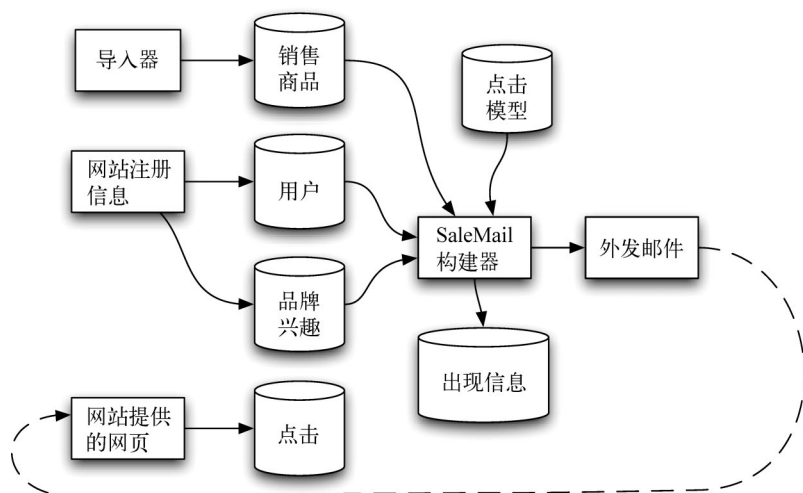 导入器
销售
商品
点击
模型
网站注册
信息
用户
SaleMail
构建器
外发邮件
品牌
兴趣
出现信息
网站提供
的网页
点击